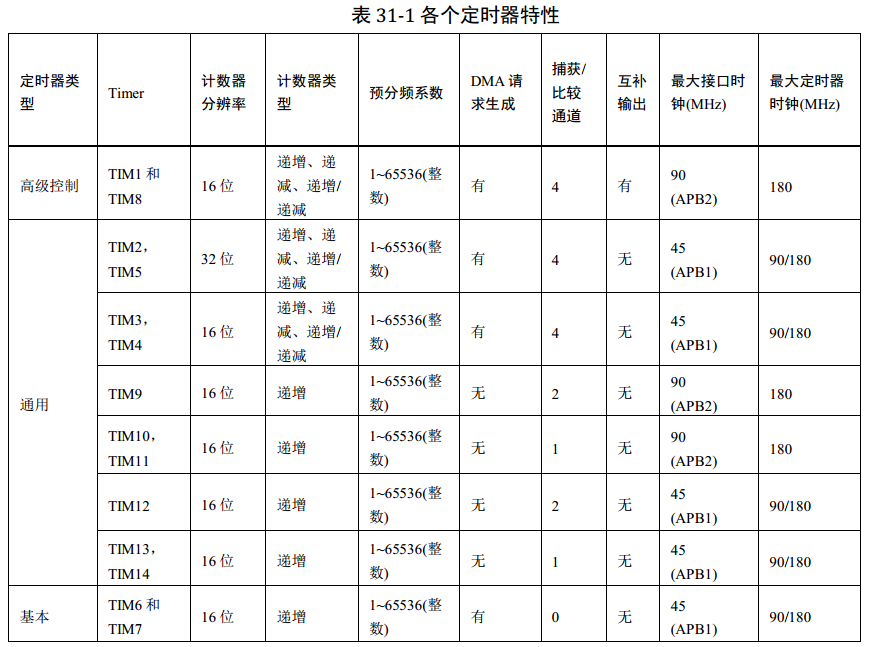 表 31-1 各个定时器特性
定时器类型 Timer 计数器分辨率 计数器类型 预分频系数 DMA 请求生成 捕获/比较通道 互补输出 最大接口时钟(MHz) 最大定时器时钟(MHz)
高级控制 TIM1 和 TIM8 16 位 递增、递减、递增/递减 1~65536(整数) 有 4 有 90 (APB2) 180
通用 TIM2, TIM5 32 位 递增、递减、递增/递减 1~65536(整数) 有 4 无 45 (APB1) 90/180
TIM3, TIM4 16 位 递增、递减、递增/递减 1~65536(整数) 有 4 无 45 (APB1) 90/180
TIM9 16 位 递增 1~65536(整数) 无 2 无 90 (APB2) 180
TIM10, TIM11 16 位 递增 1~65536(整数) 无 1 无 90 (APB2) 180
TIM12 16 位 递增 1~65536(整数) 无 2 无 45 (APB1) 90/180
TIM13, TIM14 16 位 递增 1~65536(整数) 无 1 无 45 (APB1) 90/180
基本 TIM6 和 TIM7 16 位 递增 1~65536(整数) 有 0 无 45 (APB1) 90/180